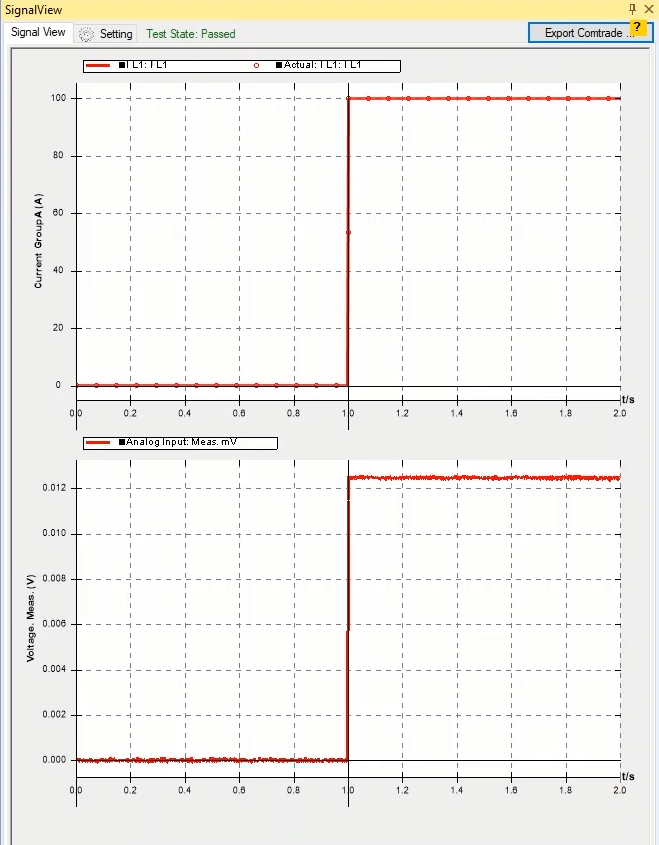 SignalView
Signal View Setting Test State: Passed Export Comtrade ... ?
I L1: I L1 Actual: I L1: I L1
Current Group A (A)
100
80
60
40
20
0
t/s
0.0 0.2 0.4 0.6 0.8 1.0 1.2 1.4 1.6 1.8 2.0
Analog Input: Meas. mV
Voltage. Meas. (V)
0.012
0.010
0.008
0.006
0.004
0.002
0.000
t/s
0.0 0.2 0.4 0.6 0.8 1.0 1.2 1.4 1.6 1.8 2.0